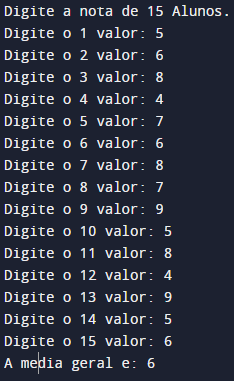 Digite a nota de 15 Alunos.
Digite o 1 valor: 5
Digite o 2 valor: 6
Digite o 3 valor: 8
Digite o 4 valor: 4
Digite o 5 valor: 7
Digite o 6 valor: 6
Digite o 7 valor: 8
Digite o 8 valor: 7
Digite o 9 valor: 9
Digite o 10 valor: 5
Digite o 11 valor: 8
Digite o 12 valor: 4
Digite o 13 valor: 9
Digite o 14 valor: 5
Digite o 15 valor: 6
A media geral e: 6